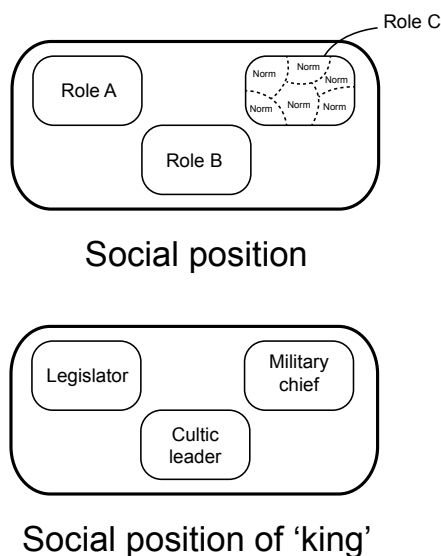 Role C
Norm
Norm
Norm
Norm
Norm
Norm
Role A
Role B
Social position
Legislator
Military
chief
Cultic
leader
Social position of ‘king’